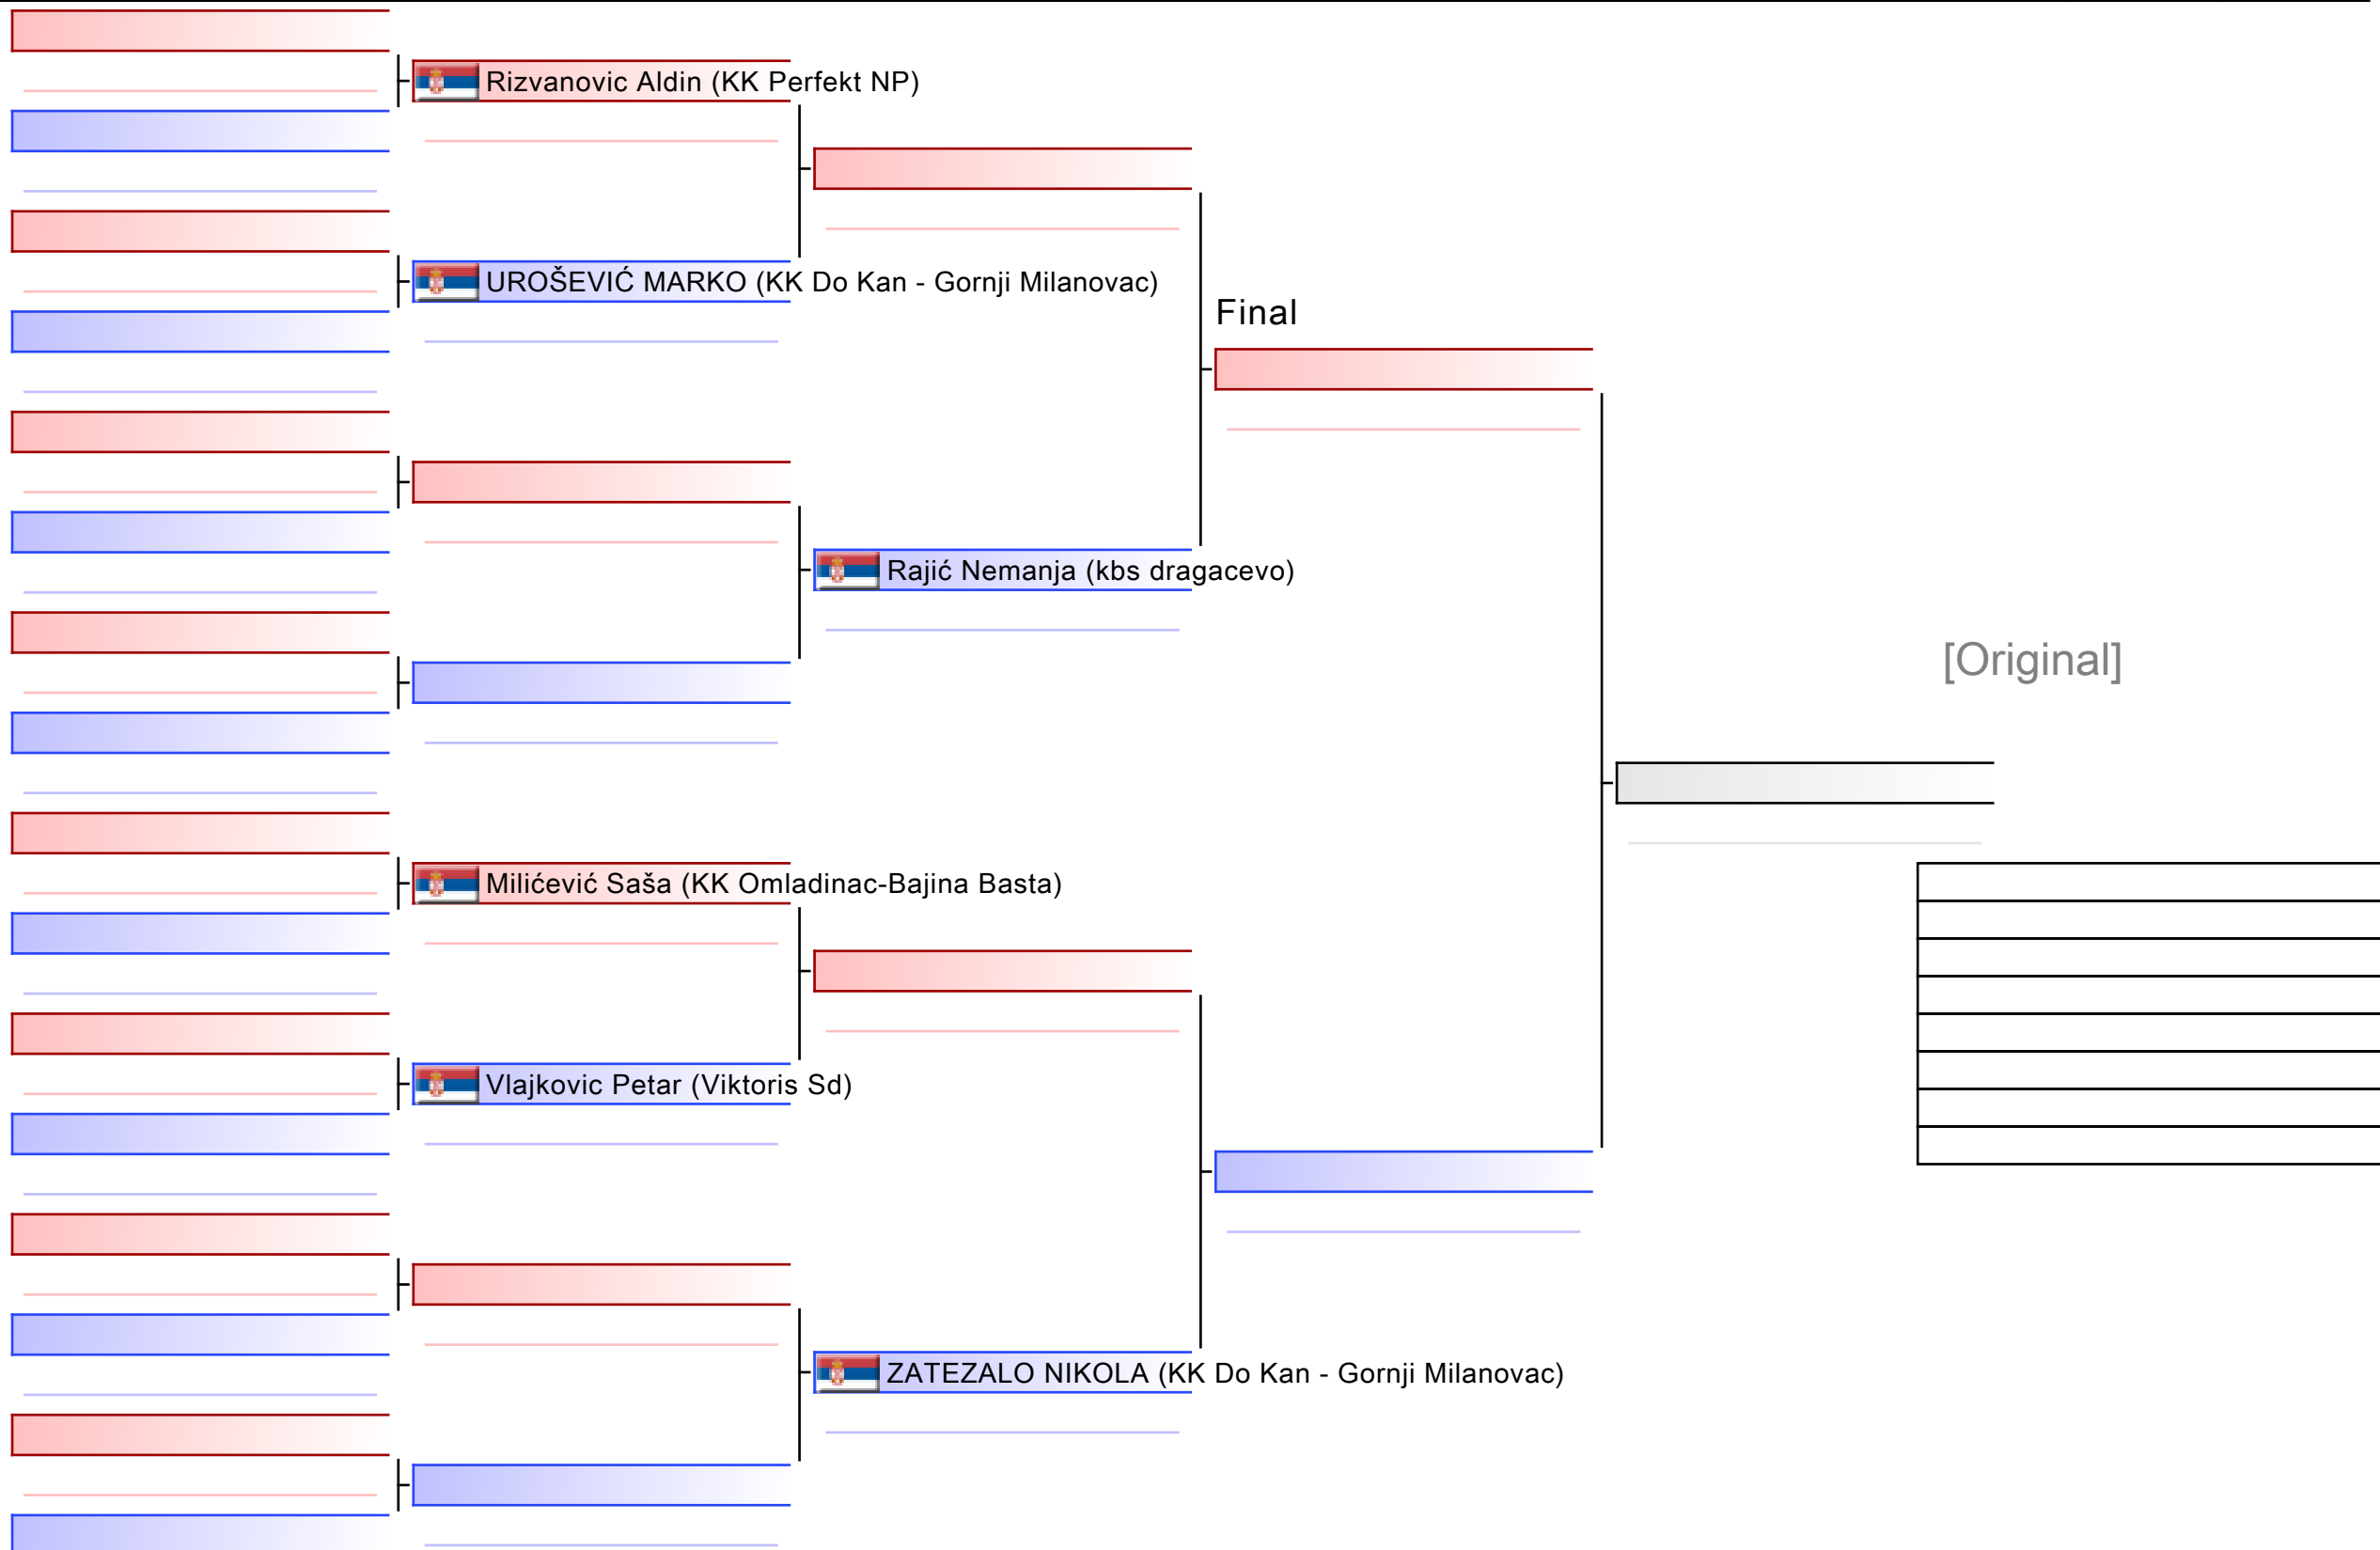 Rizvanovic Aldin (KK Perfekt NP)
UROŠEVIĆ MARKO (KK Do Kan - Gornji Milanovac)
Final
Rajić Nemanja (kbs dragacevo)
[Original]
Milićević Saša (KK Omladinac-Bajina Basta)
Vlajkovic Petar (Viktoris Sd)
ZATEZALO NIKOLA (KK Do Kan - Gornji Milanovac)